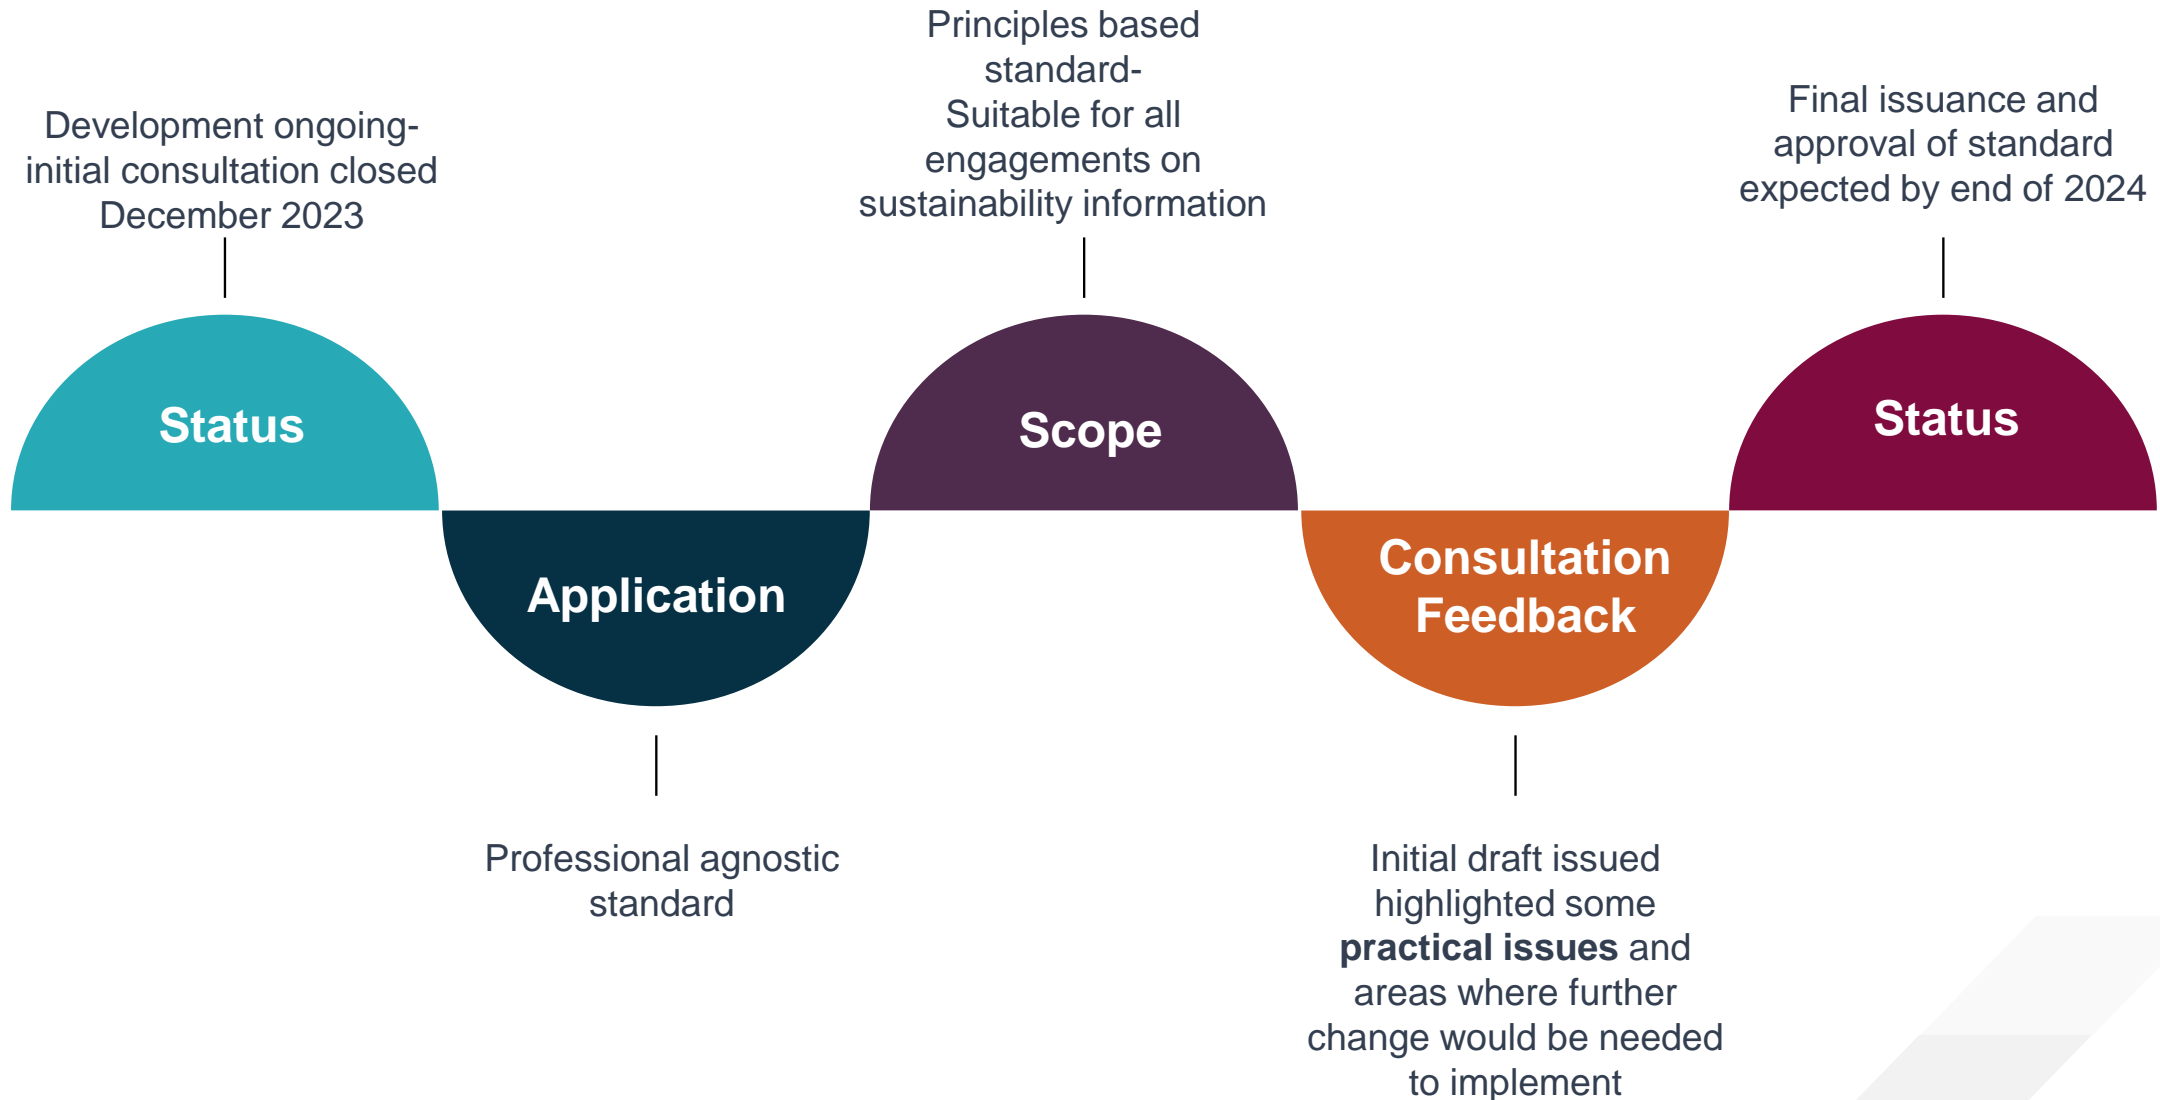 Development ongoing-
initial consultation closed
December 2023
Status
Application
Professional agnostic
standard
Principles based
standard-
Suitable for all
engagements on
sustainability information
Scope
Consultation
Feedback
Initial draft issued
highlighted some
practical issues and
areas where further
change would be needed
to implement
Final issuance and
approval of standard
expected by end of 2024
Status